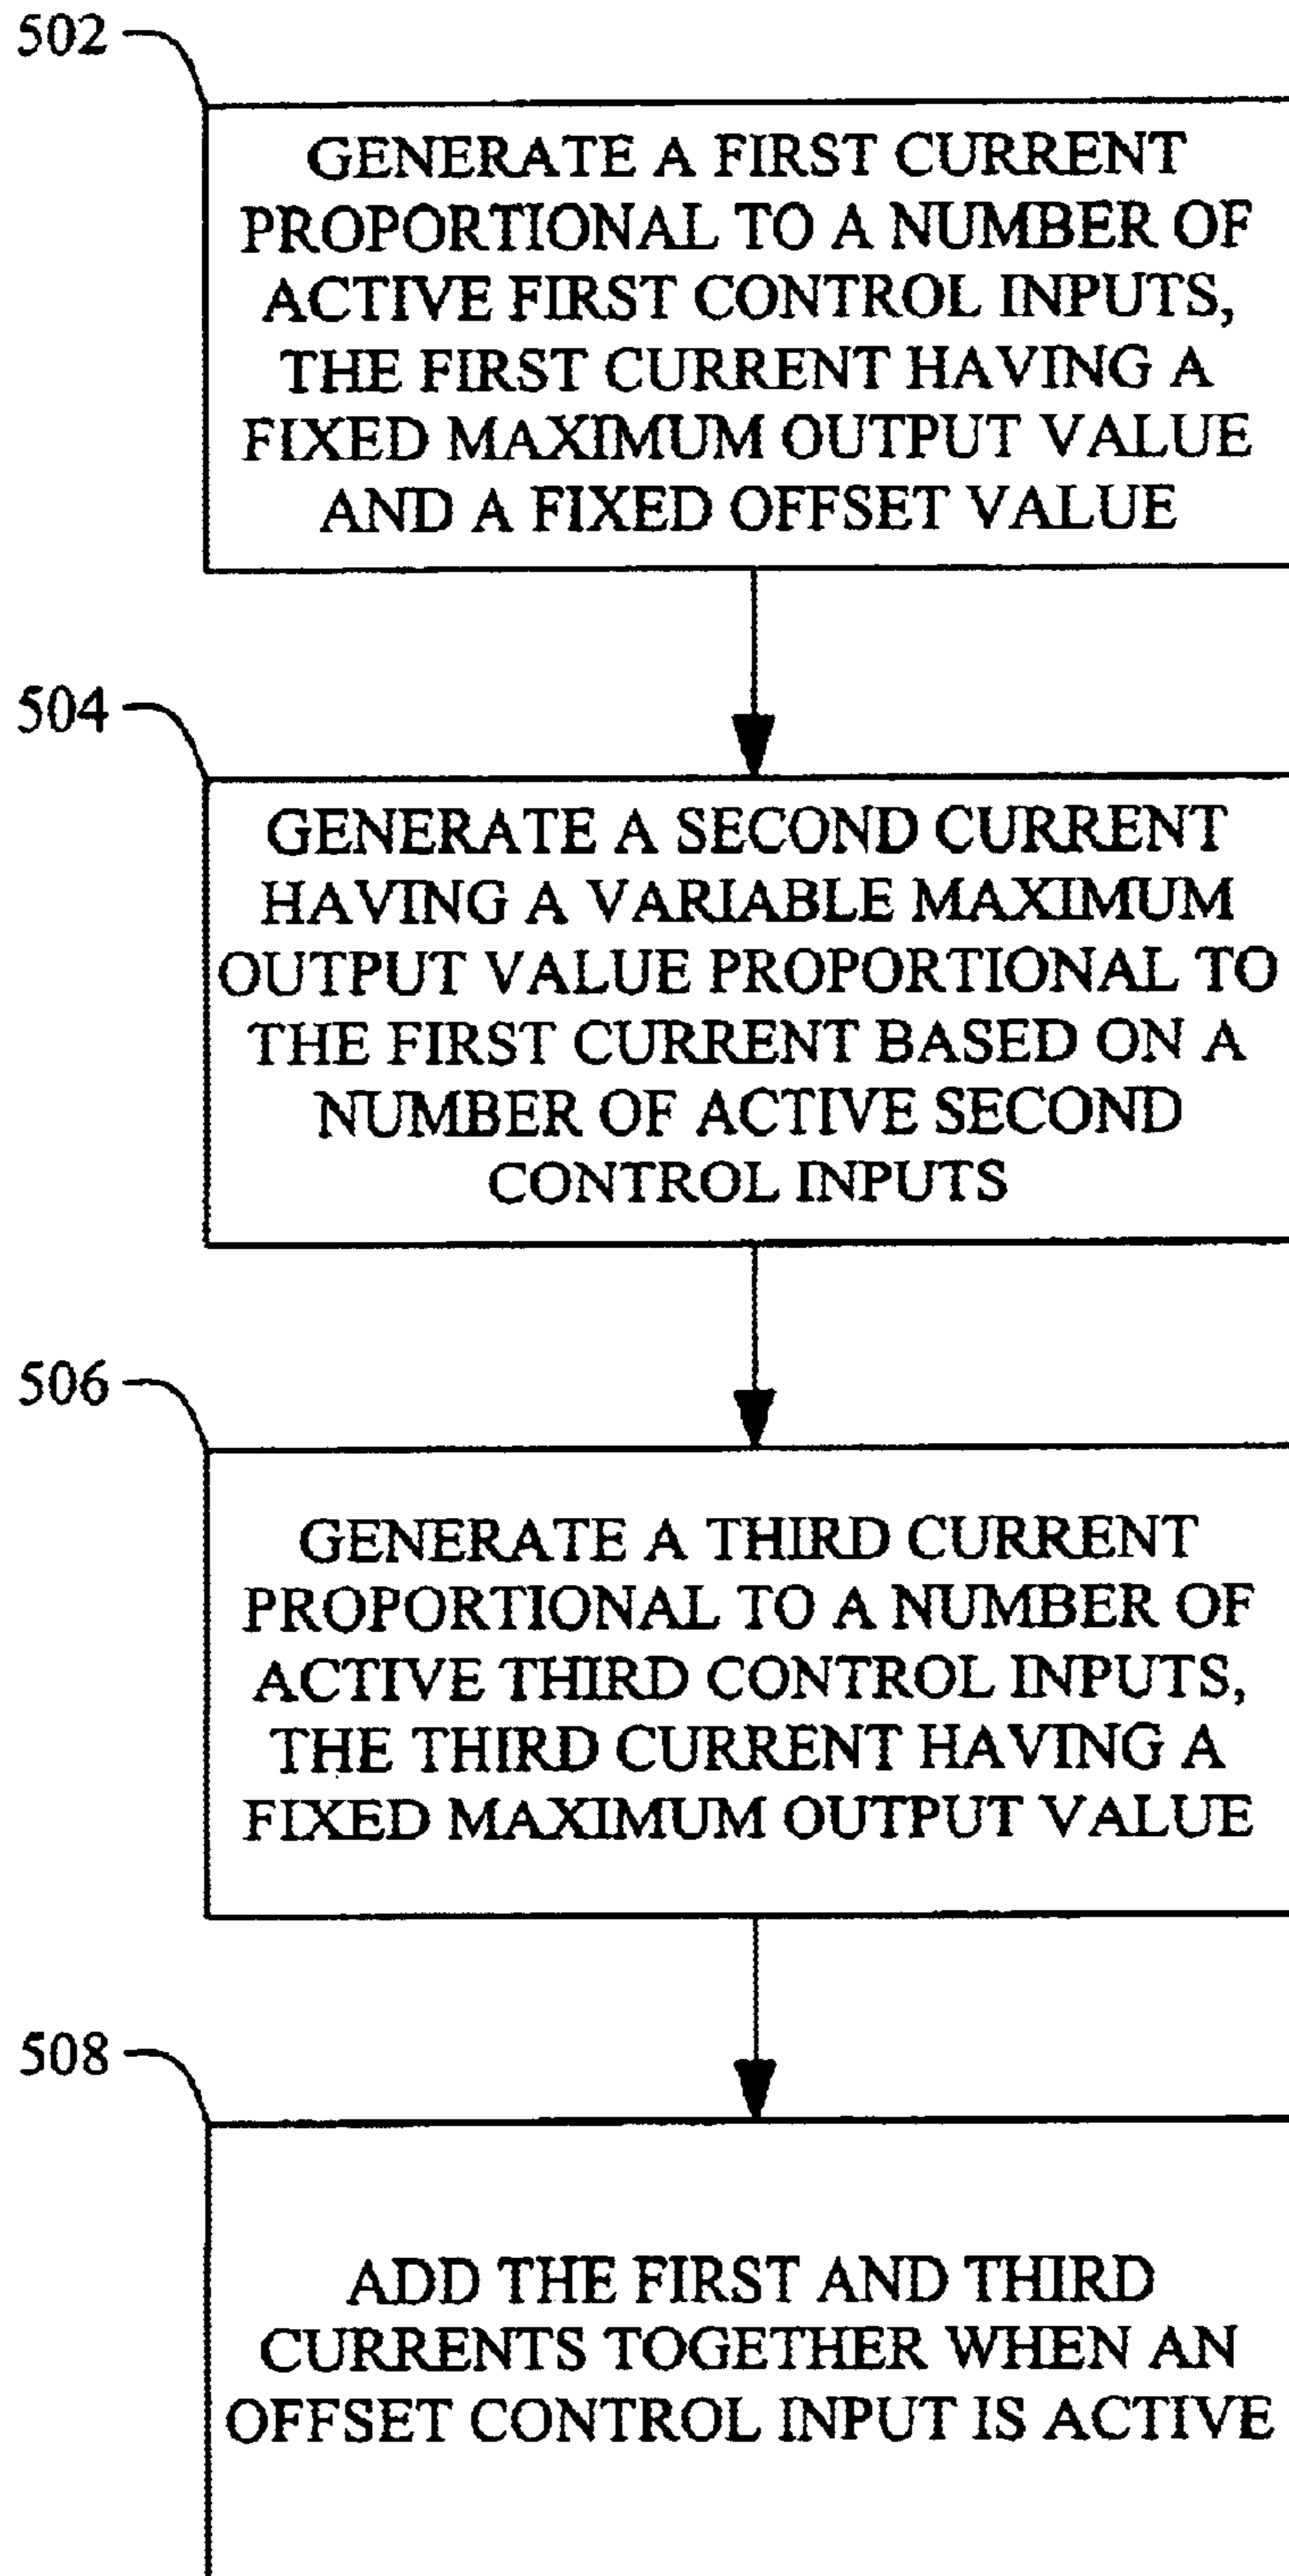 502
GENERATE A FIRST CURRENT
PROPORTIONAL TO A NUMBER OF
ACTIVE FIRST CONTROL INPUTS,
THE FIRST CURRENT HAVING A
FIXED MAXIMUM OUTPUT VALUE
AND A FIXED OFFSET VALUE
504
GENERATE A SECOND CURRENT
HAVING A VARIABLE MAXIMUM
OUTPUT VALUE PROPORTIONAL TO
THE FIRST CURRENT BASED ON A
NUMBER OF ACTIVE SECOND
CONTROL INPUTS
506
GENERATE A THIRD CURRENT
PROPORTIONAL TO A NUMBER OF
ACTIVE THIRD CONTROL INPUTS,
THE THIRD CURRENT HAVING A
FIXED MAXIMUM OUTPUT VALUE
508
ADD THE FIRST AND THIRD
CURRENTS TOGETHER WHEN AN
OFFSET CONTROL INPUT IS ACTIVE